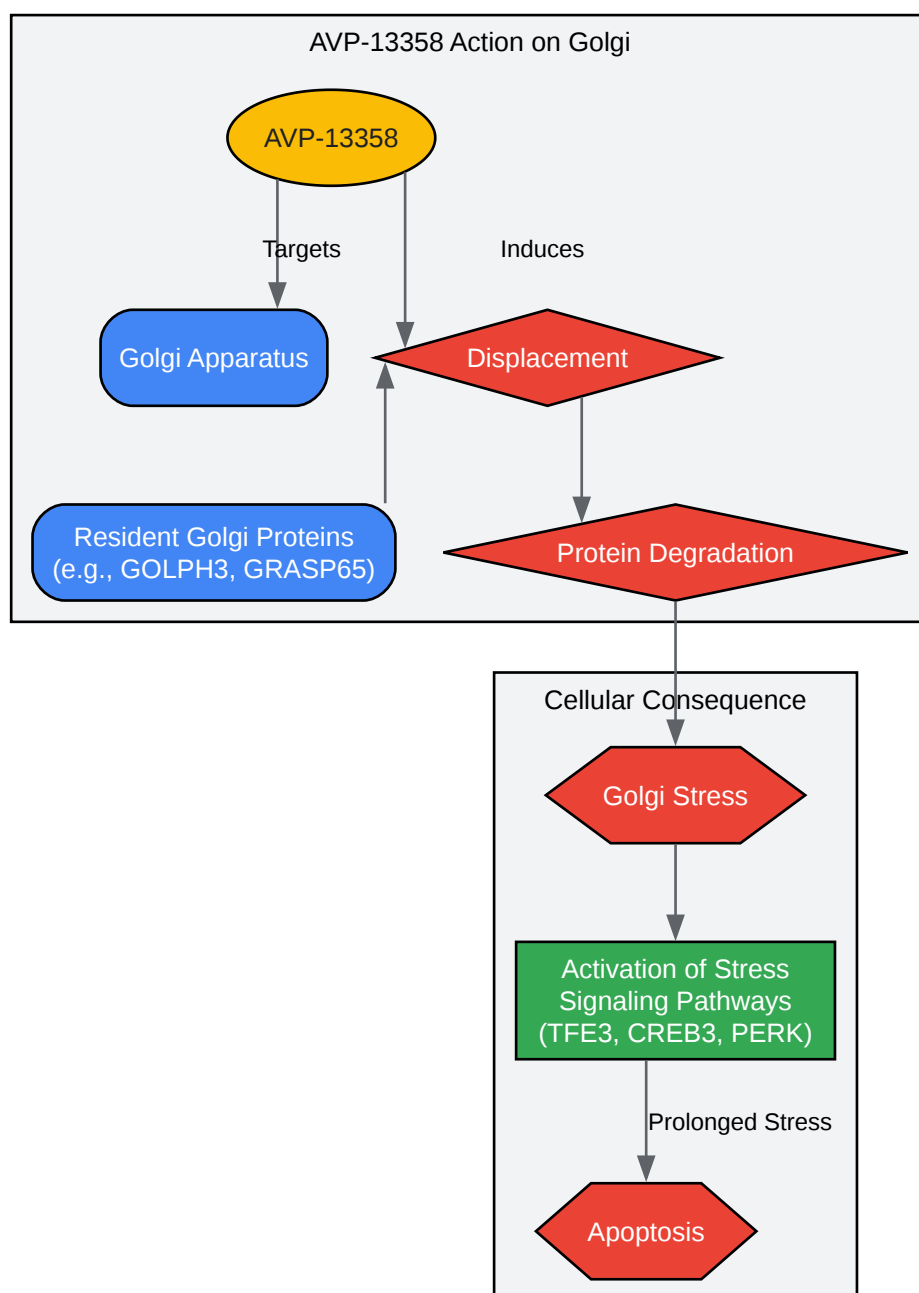 AVP-13358 Action on Golgi
AVP-13358
Targets
Induces
Golgi Apparatus
Displacement
Resident Golgi Proteins
(e.g., GOLPH3, GRASP65)
Protein Degradation
Cellular Consequence
Golgi Stress
Activation of Stress
Signaling Pathways
(TFE3, CREB3, PERK)
Prolonged Stress
Apoptosis